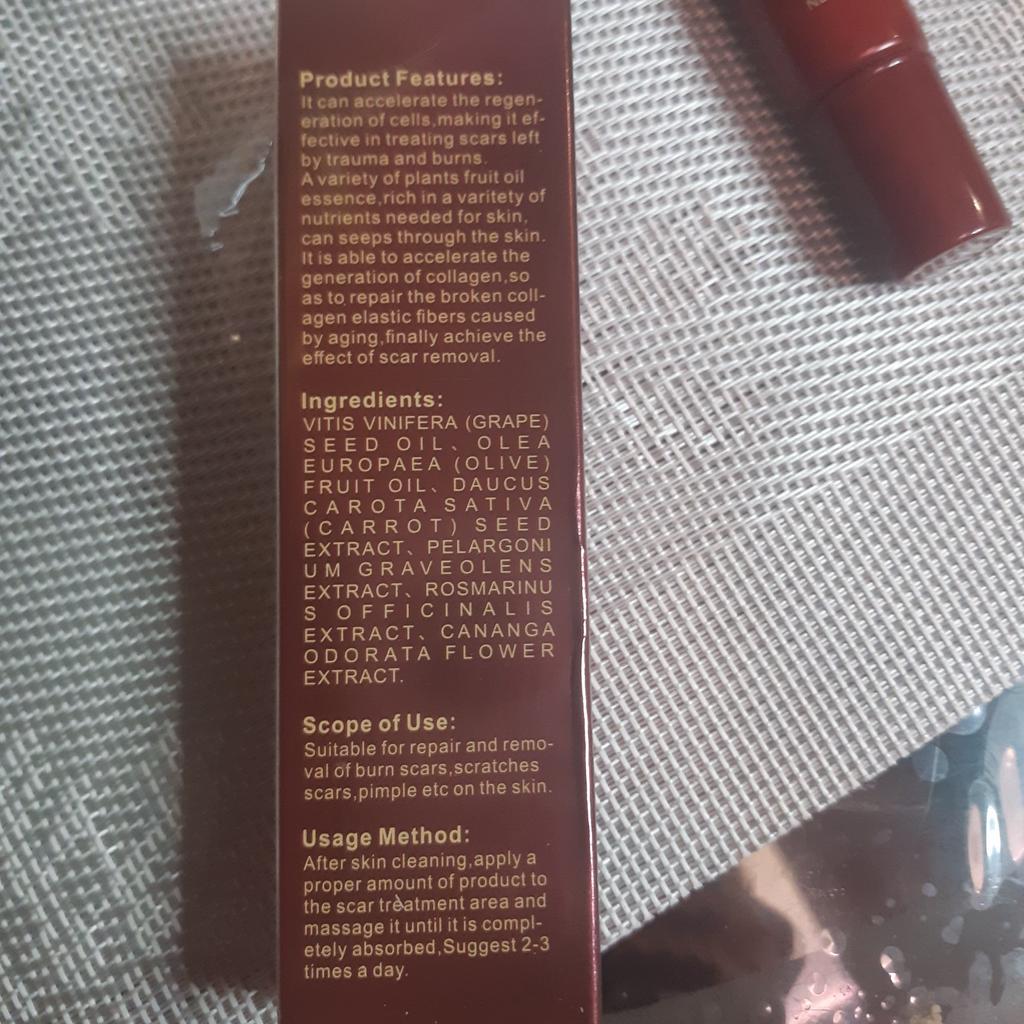 Product Features:
It can accelerate the regen-
eration of cells,making it ef-
fective in treating scars left
by trauma and burns.
A variety of plants fruit oil
essence,rich in a varitety of
nutrients needed for skin,
can seeps through the skin.
It is able to accelerate the
generation of collagen,so
as to repair the broken coll-
agen elastic fibers caused
by aging,finally achieve the
effect of scar removal.
Ingredients:
VITIS VINIFERA (GRAPE)
SEED OIL、OLEA
EUROPAEA (OLIVE)
FRUIT OIL、DAUCUS
CAROTA SATIVA
(CARROT) SEED
EXTRACT、PELARGONI
UM GRAVEOLENS
EXTRACT、ROSMARINU
S OFFICINALIS
EXTRACT、CANANGA
ODORATA FLOWER
EXTRACT.
Scope of Use:
Suitable for repair and remo-
val of burn scars,scratches
scars,pimple etc on the skin.
Usage Method:
After skin cleaning,apply a
proper amount of product to
the scar treatment area and
massage it until it is compl-
etely absorbed,Suggest 2-3
times a day.